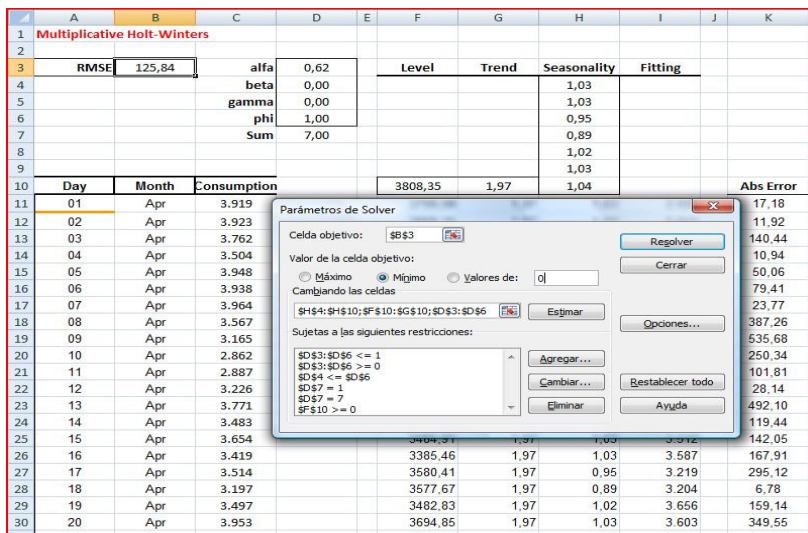 A B C D E F G H I J K
1 Multiplicative Holt-Winters
2
3 RMSE 125,84 alfa 0,62 Level Trend Seasonality Fitting
4 beta 0,00 1,03
5 gamma 0,00 1,03
6 phi 1,00 0,95
7 Sum 7,00 0,89
8 1,02
9 1,03
10 Day Month Consumption 3808,35 1,97 1,04 Abs Error
11 01 Apr 3.919 17,18
12 02 Apr 3.923 11,92
13 03 Apr 3.762 140,44
14 04 Apr 3.504 10,94
15 05 Apr 3.948 50,06
16 06 Apr 3.938 79,41
17 07 Apr 3.964 23,77
18 08 Apr 3.567 387,26
19 09 Apr 3.165 535,68
20 10 Apr 2.862 250,34
21 11 Apr 2.887 101,81
22 12 Apr 3.226 28,14
23 13 Apr 3.771 492,10
24 14 Apr 3.483 119,44
25 15 Apr 3.654 3464,91 1,97 1,03 3.512 142,05
26 16 Apr 3.419 3385,46 1,97 1,03 3.587 167,91
27 17 Apr 3.514 3580,41 1,97 0,95 3.219 295,12
28 18 Apr 3.197 3577,67 1,97 0,89 3.204 6,78
29 19 Apr 3.497 3482,83 1,97 1,02 3.656 159,14
30 20 Apr 3.953 3694,85 1,97 1,03 3.603 349,55
Parámetros de Solver
Celda objetivo: $B$3 Resolver
Valor de la celda objetivo: Cerrar
Máximo Mínimo Valores de: 0
Cambiando las celdas
$H$4:$H$10;$F$10:$G$10;$D$3:$D$6 Estimar
Opciones...
Sujetas a las siguientes restricciones:
$D$3:$D$6 <= 1 Agregar...
$D$3:$D$6 >= 0
$D$4 <= $D$6 Cambiar... Restablecer todo
$D$7 = 1
$D$7 = 7 Eliminar Ayuda
$F$10 >= 0